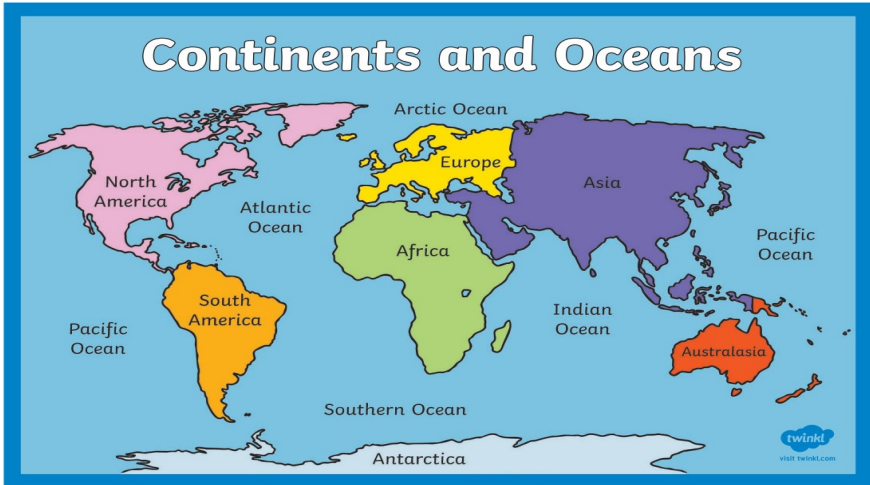 Continents and Oceans
Arctic Ocean
North
America
Atlantic
Ocean
Europe
Asia
Africa
Pacific
Ocean
South
America
Pacific
Ocean
Indian
Ocean
Australasia
Southern Ocean
Antarctica
twinkl
visit twinkl.com